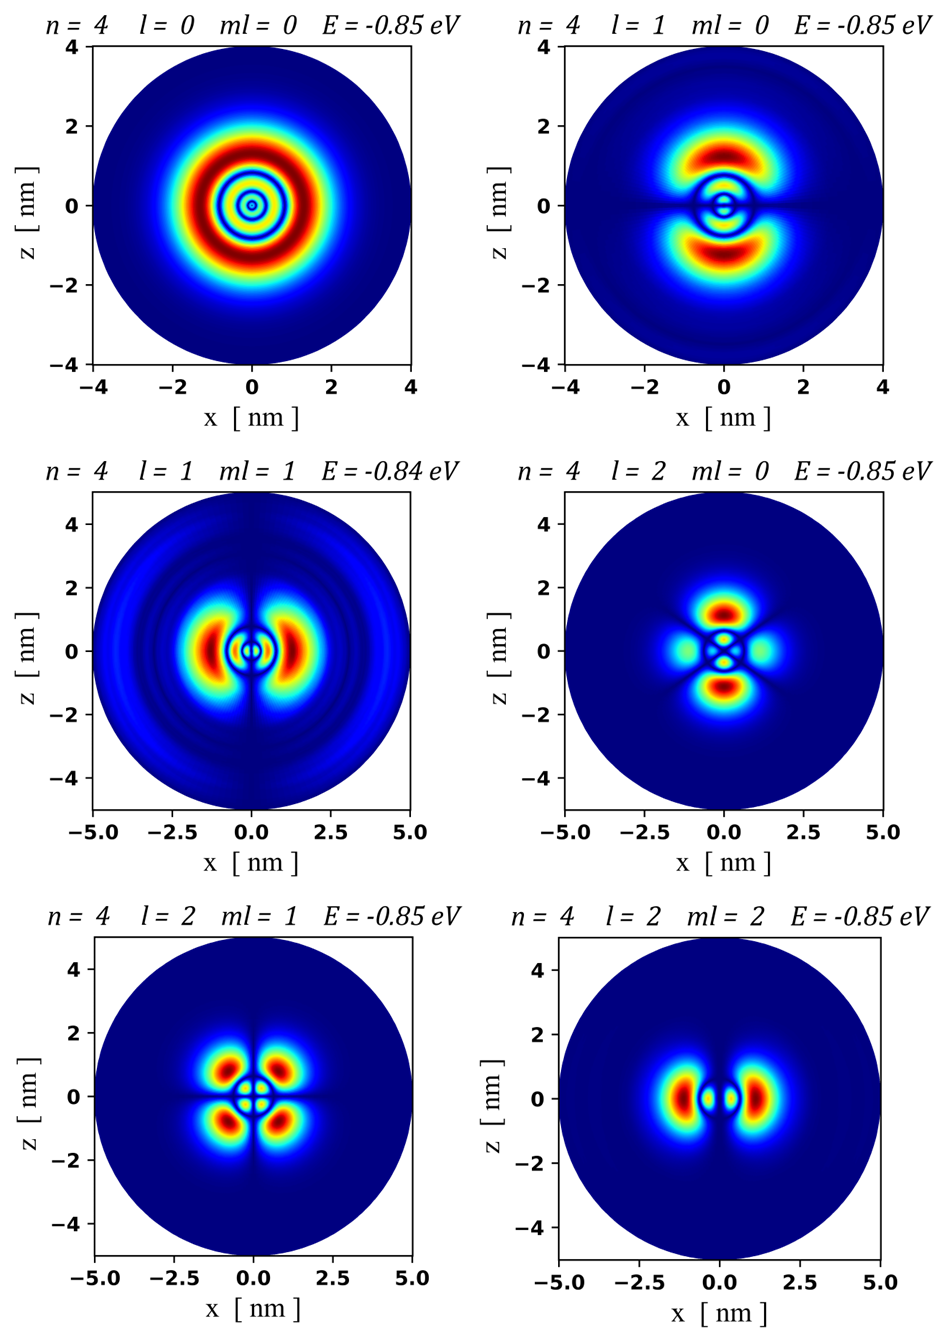 n = 4 l = 0 ml = 0 E = -0.85 eV
4
2
0
−2
−4
z [ nm ]
−4 −2 0 2 4
x [ nm ]
n = 4 l = 1 ml = 0 E = -0.85 eV
4
2
0
−2
−4
z [ nm ]
−4 −2 0 2 4
x [ nm ]
n = 4 l = 1 ml = 1 E = -0.84 eV
4
2
0
−2
−4
z [ nm ]
−5.0 −2.5 0.0 2.5 5.0
x [ nm ]
n = 4 l = 2 ml = 0 E = -0.85 eV
4
2
0
−2
−4
z [ nm ]
−5.0 −2.5 0.0 2.5 5.0
x [ nm ]
n = 4 l = 2 ml = 1 E = -0.85 eV
4
2
0
−2
−4
z [ nm ]
−5.0 −2.5 0.0 2.5 5.0
x [ nm ]
n = 4 l = 2 ml = 2 E = -0.85 eV
4
2
0
−2
−4
z [ nm ]
−5.0 −2.5 0.0 2.5 5.0
x [ nm ]